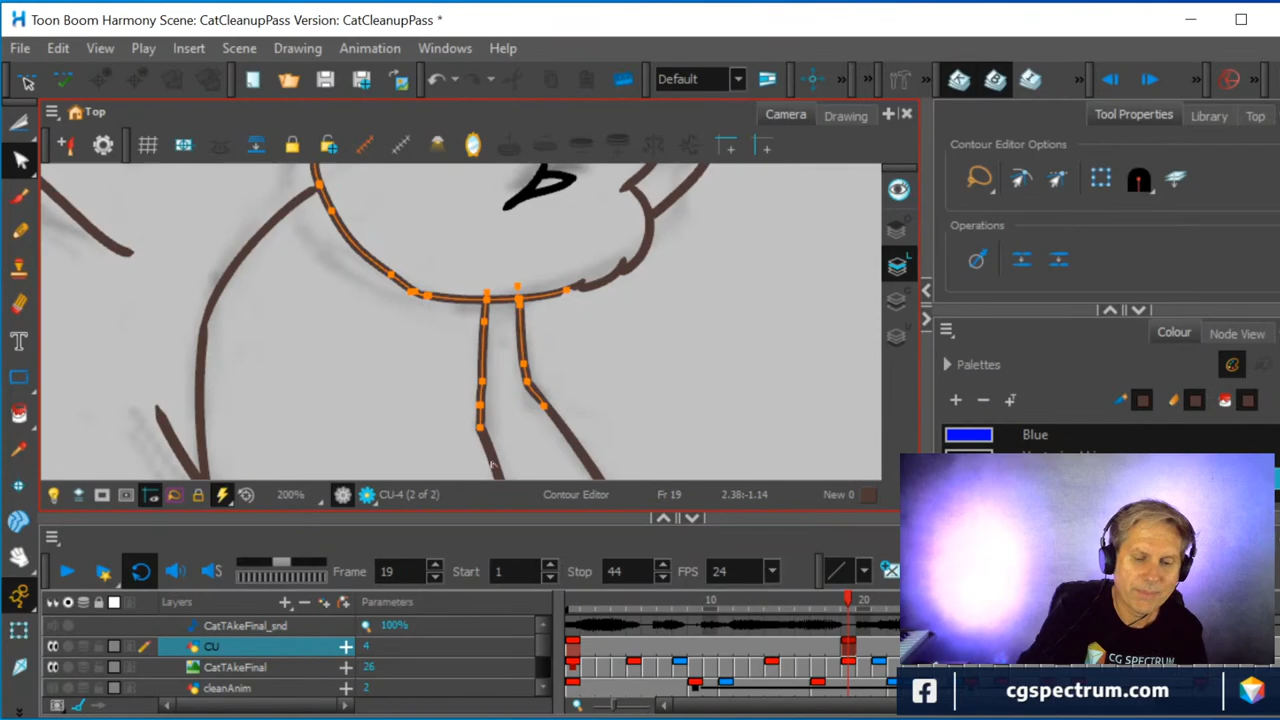 Toon Boom Harmony Scene: CatCleanupPass Version: CatCleanupPass *
File Edit View Play Insert Scene Drawing Animation Windows Help
Default
Top Camera Drawing
Tool Properties Library Top
Contour Editor Options
Operations
Colour Node View
Palettes
Blue
200% CU-4 (2 of 2) Contour Editor Fr 19 2.38:-1.14 New 0
Frame 19 Start 1 Stop 44 FPS 24
Layers Parameters 10 20
CatTAkeFinal_snd 100%
CU 4
CatTAkeFinal 26
cleanAnim 2
CG SPECTRUM
cgspectrum.com